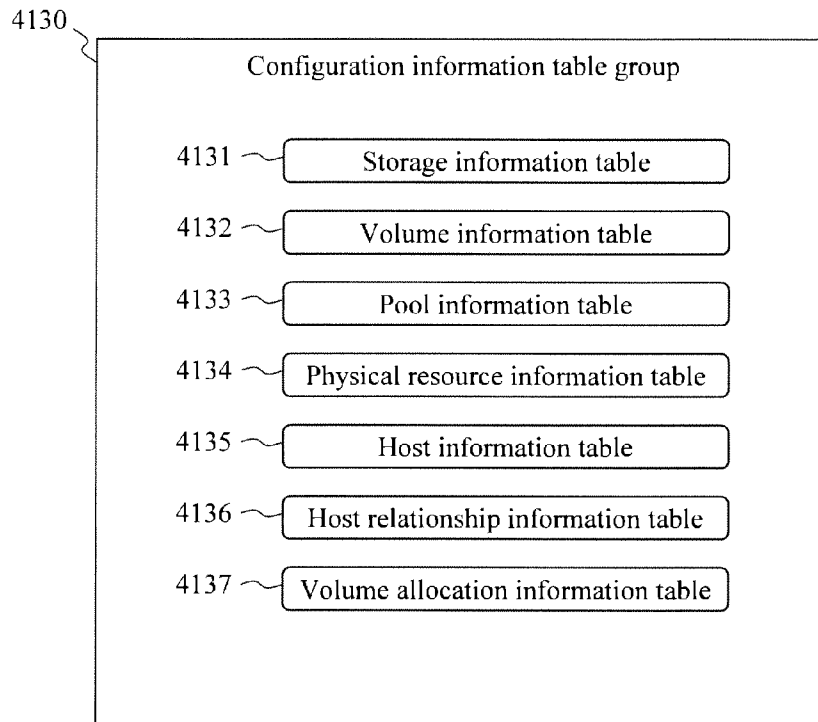 4130
Configuration information table group
4131 Storage information table
4132 Volume information table
4133 Pool information table
4134 Physical resource information table
4135 Host information table
4136 Host relationship information table
4137 Volume allocation information table